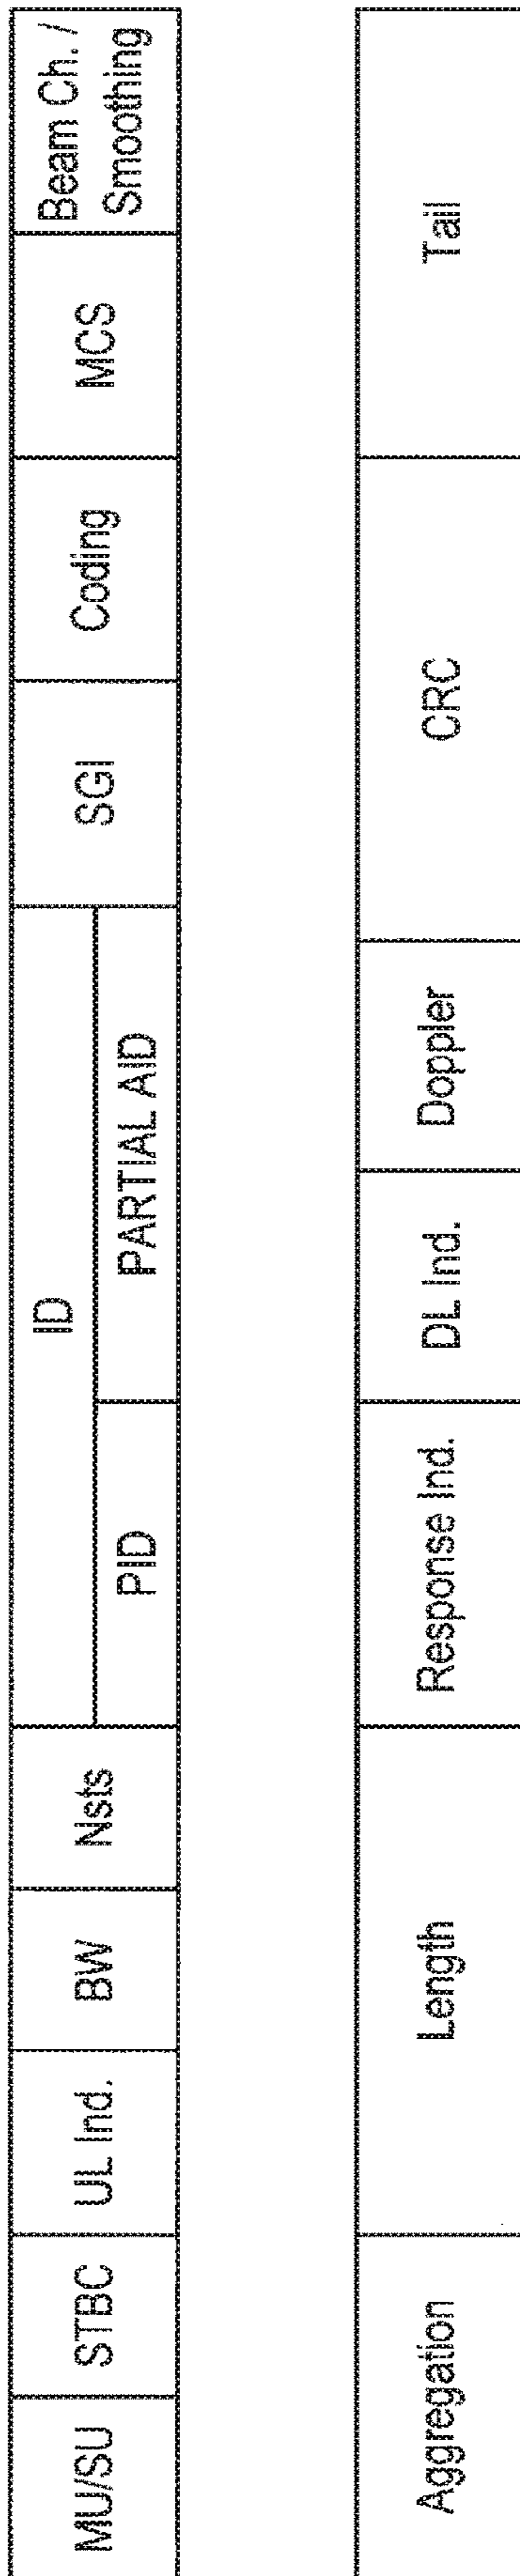 MU/SU
STBC
UL Ind.
BW
Nsts
ID
PID
PARTIAL AID
SGI
Coding
MCS
Beam Ch. /
Smoothing
Aggregation
Length
Response Ind.
DL Ind.
Doppler
CRC
Tail